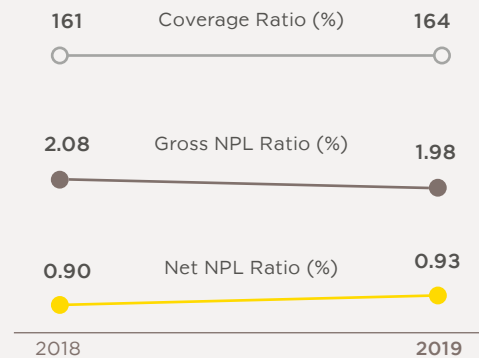 161 Coverage Ratio (%) 164
2.08 Gross NPL Ratio (%) 1.98
0.90 Net NPL Ratio (%) 0.93
2018 2019